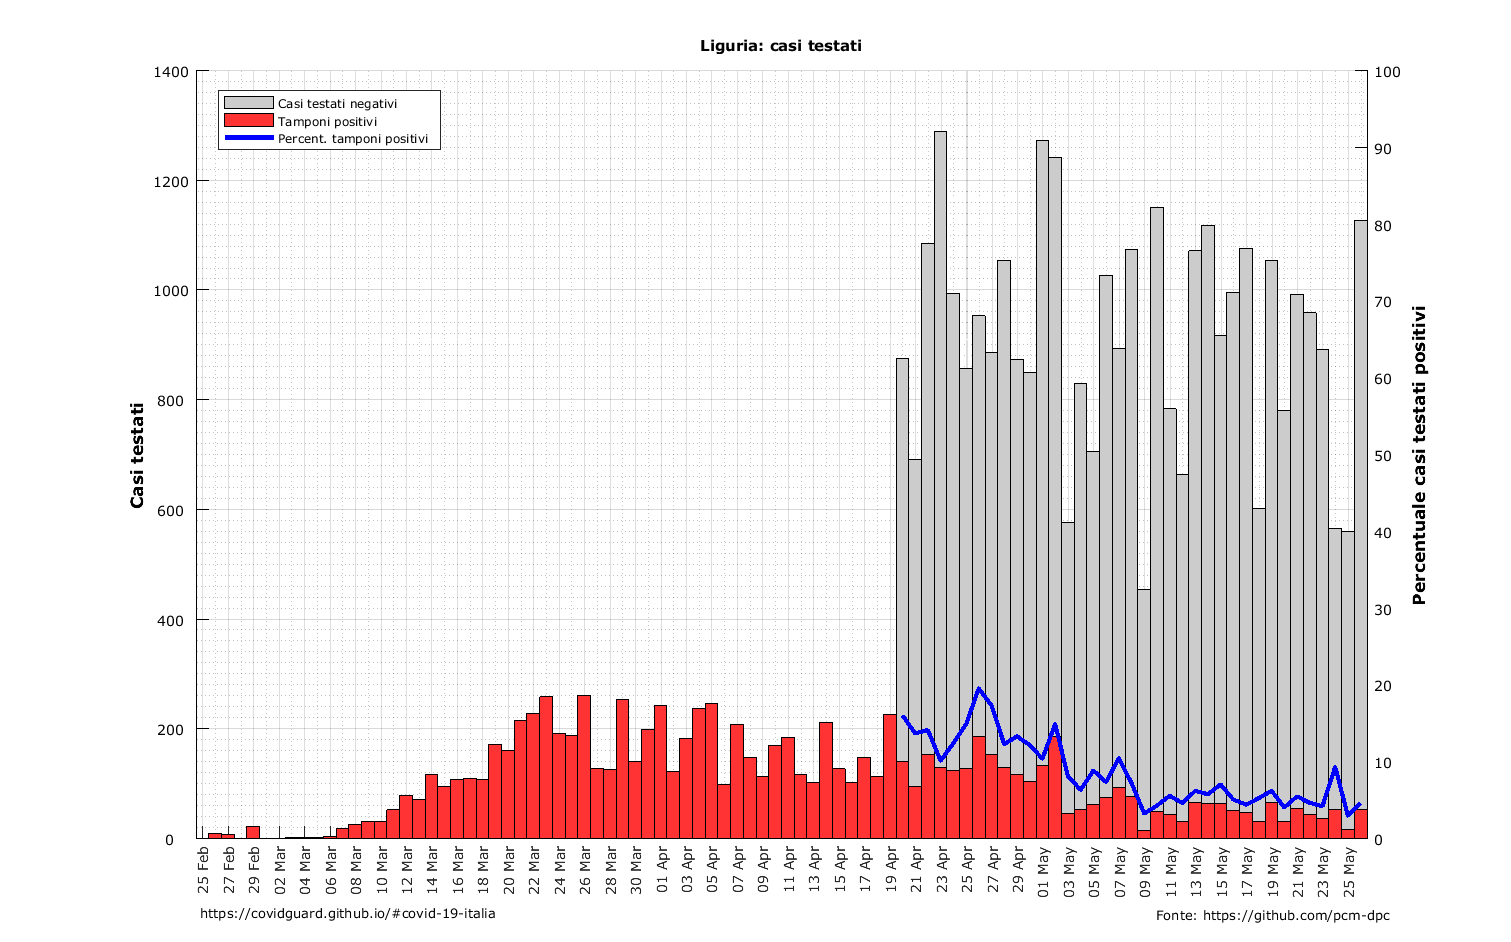 Liguria: casi testati
Casi testati negativi
Tamponi positivi
Percent. tamponi positivi
Casi testati
1400
1200
1000
800
600
400
200
0
100
90
80
70
60
50
40
30
20
10
0
Percentuale casi testati positivi
25 Feb
27 Feb
29 Feb
02 Mar
04 Mar
06 Mar
08 Mar
10 Mar
12 Mar
14 Mar
16 Mar
18 Mar
20 Mar
22 Mar
24 Mar
26 Mar
28 Mar
30 Mar
01 Apr
03 Apr
05 Apr
07 Apr
09 Apr
11 Apr
13 Apr
15 Apr
17 Apr
19 Apr
21 Apr
23 Apr
25 Apr
27 Apr
29 Apr
01 May
03 May
05 May
07 May
09 May
11 May
13 May
15 May
17 May
19 May
21 May
23 May
25 May
https://covidguard.github.io/#covid-19-italia
Fonte: https://github.com/pcm-dpc